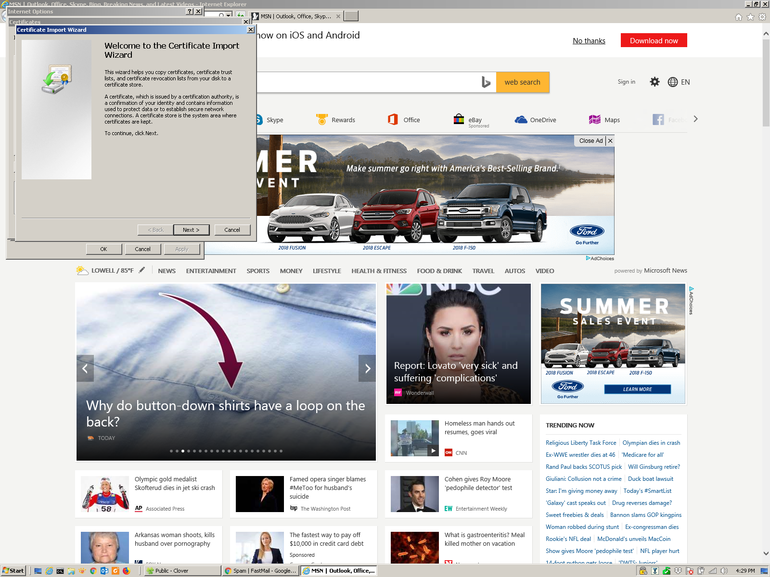 MSN | Outlook, Office, Skype, Bing, Breaking News, and Latest Videos - Internet Explorer
Internet Options
MSN | Outlook, Office, Skyp...
Certificates
Certificate Import Wizard
Welcome to the Certificate Import
Wizard
This wizard helps you copy certificates, certificate trust
lists, and certificate revocation lists from your disk to a
certificate store.
A certificate, which is issued by a certification authority, is
a confirmation of your identity and contains information
used to protect data or to establish secure network
connections. A certificate store is the system area where
certificates are kept.
To continue, click Next.
< Back
Next >
Cancel
OK
Cancel
Apply
now on iOS and Android
No thanks
Download now
web search
Sign in
EN
Skype
Rewards
Office
eBay
Sponsored
OneDrive
Maps
Close Ad
MER
EVENT
Make summer go right with America's Best-Selling Brand.
2018 FUSION
2018 ESCAPE
2018 F-150
Ford
Go Further
AdChoices
LOWELL / 85°F
NEWS
ENTERTAINMENT
SPORTS
MONEY
LIFESTYLE
HEALTH & FITNESS
FOOD & DRINK
TRAVEL
AUTOS
VIDEO
powered by Microsoft News
Why do button-down shirts have a loop on the
back?
TODAY
NBC
Report: Lovato 'very sick' and
suffering 'complications'
Wonderwall
SUMMER
SALES EVENT
2018 FUSION
2018 ESCAPE
2018 F-150
Ford
Go Further
LEARN MORE
AdChoices
Homeless man hands out
resumes, goes viral
CNN
TRENDING NOW
Religious Liberty Task Force
Olympian dies in crash
Ex-WWE wrestler dies at 46
'Medicare for all'
Rand Paul backs SCOTUS pick
Will Ginsburg retire?
Giuliani: Collusion not a crime
Duck boat lawsuit
Star: I'm giving money away
Today's #SmartList
'Galaxy' cast speaks out
Drug reverses damage?
Sweet freebies & deals
Bannon slams GOP kingpins
Woman robbed during stunt
Ex-congressman dies
Rookie's NFL deal
McDonald's unveils MacCoin
Show gives Moore 'pedophile test'
NFL player hurt
Olympic gold medalist
Skofterud dies in jet ski crash
58
AP Associated Press
Famed opera singer blames
#MeToo for husband's
suicide
The Washington Post
Cohen gives Roy Moore
'pedophile detector' test
EW Entertainment Weekly
Arkansas woman shoots, kills
husband over pornography
The fastest way to pay off
$10,000 in credit card debt
Sponsored
What is gastroenteritis? Meal
killed mother on vacation
Start
Public - Clover
Spam | FastMail - Google...
MSN | Outlook, Office,...
4:29 PM